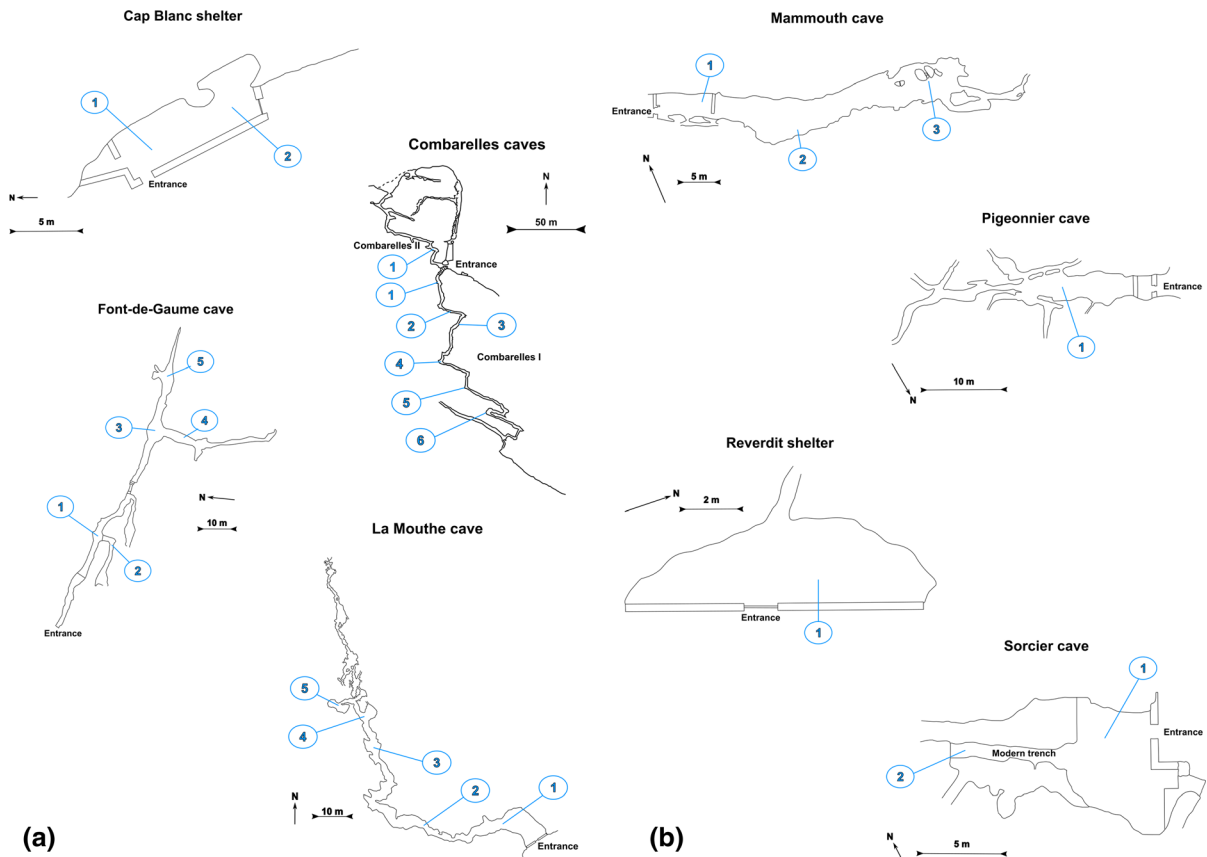 Cap Blanc shelter
1
2
Entrance
N
5 m
Combarelles caves
N
50 m
Combarelles II
1
Entrance
1
2
3
4
Combarelles I
5
6
Font-de-Gaume cave
5
3
4
N
10 m
1
2
Entrance
La Mouthe cave
5
4
3
2
1
N
10 m
Entrance
(a)
Mammouth cave
1
Entrance
2
3
N
5 m
Pigeonnier cave
Entrance
1
N
10 m
Reverdit shelter
N
2 m
Entrance
1
Sorcier cave
1
Entrance
Modern trench
2
N
5 m
(b)